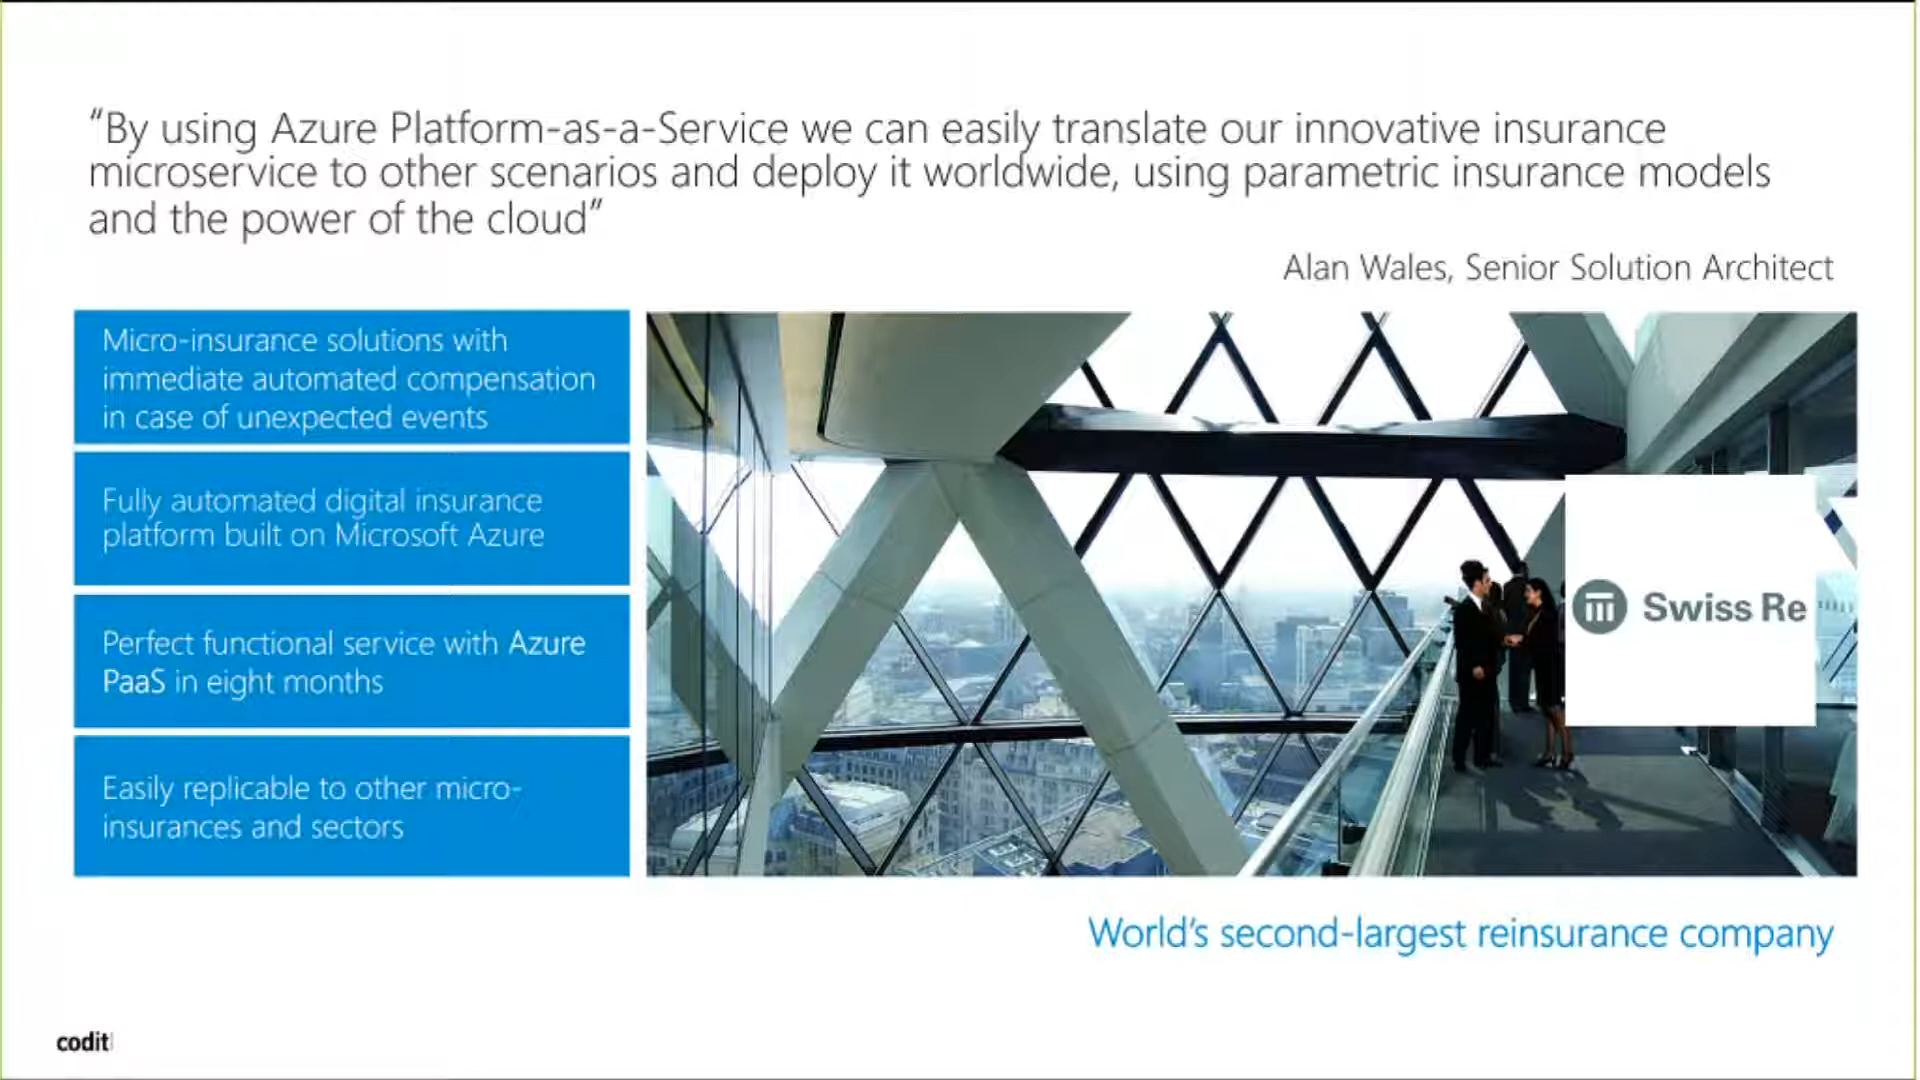 “By using Azure Platform-as-a-Service we can easily translate our innovative insurance
microservice to other scenarios and deploy it worldwide, using parametric insurance models
and the power of the cloud”
Alan Wales, Senior Solution Architect
Micro-insurance solutions with
immediate automated compensation
in case of unexpected events
Fully automated digital insurance
platform built on Microsoft Azure
Perfect functional service with Azure
PaaS in eight months
Easily replicable to other micro-
insurances and sectors
Swiss Re
World’s second-largest reinsurance company
codit